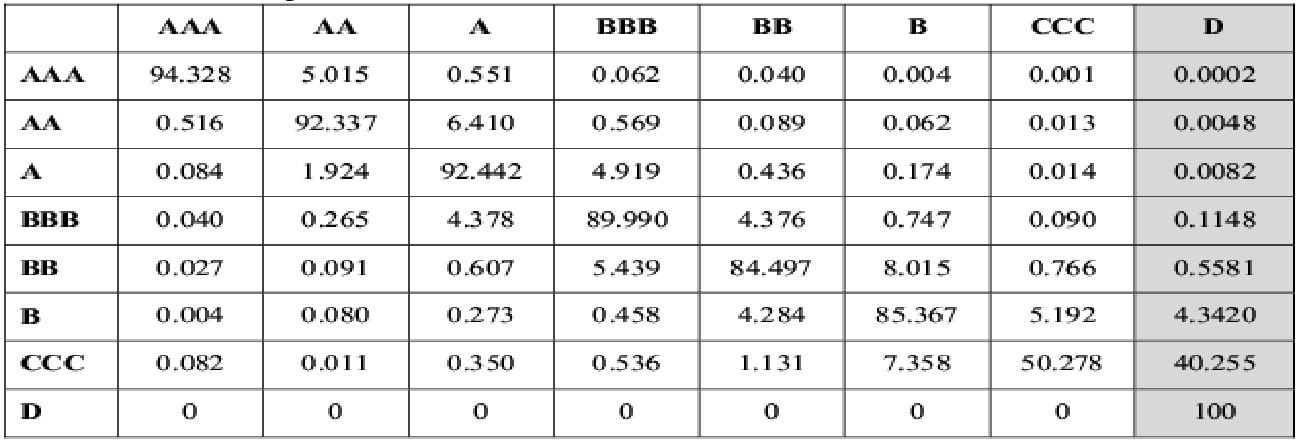 AAA AA A BBB BB B CCC D
AAA 94.328 5.015 0.551 0.062 0.040 0.004 0.001 0.0002
AA 0.516 92.337 6.410 0.569 0.089 0.062 0.013 0.0048
A 0.084 1.924 92.442 4.919 0.436 0.174 0.014 0.0082
BBB 0.040 0.265 4.378 89.990 4.376 0.747 0.090 0.1148
BB 0.027 0.091 0.607 5.439 84.497 8.015 0.766 0.5581
B 0.004 0.080 0.273 0.458 4.284 85.367 5.192 4.3420
CCC 0.082 0.011 0.350 0.536 1.131 7.358 50.278 40.255
D 0 0 0 0 0 0 0 100